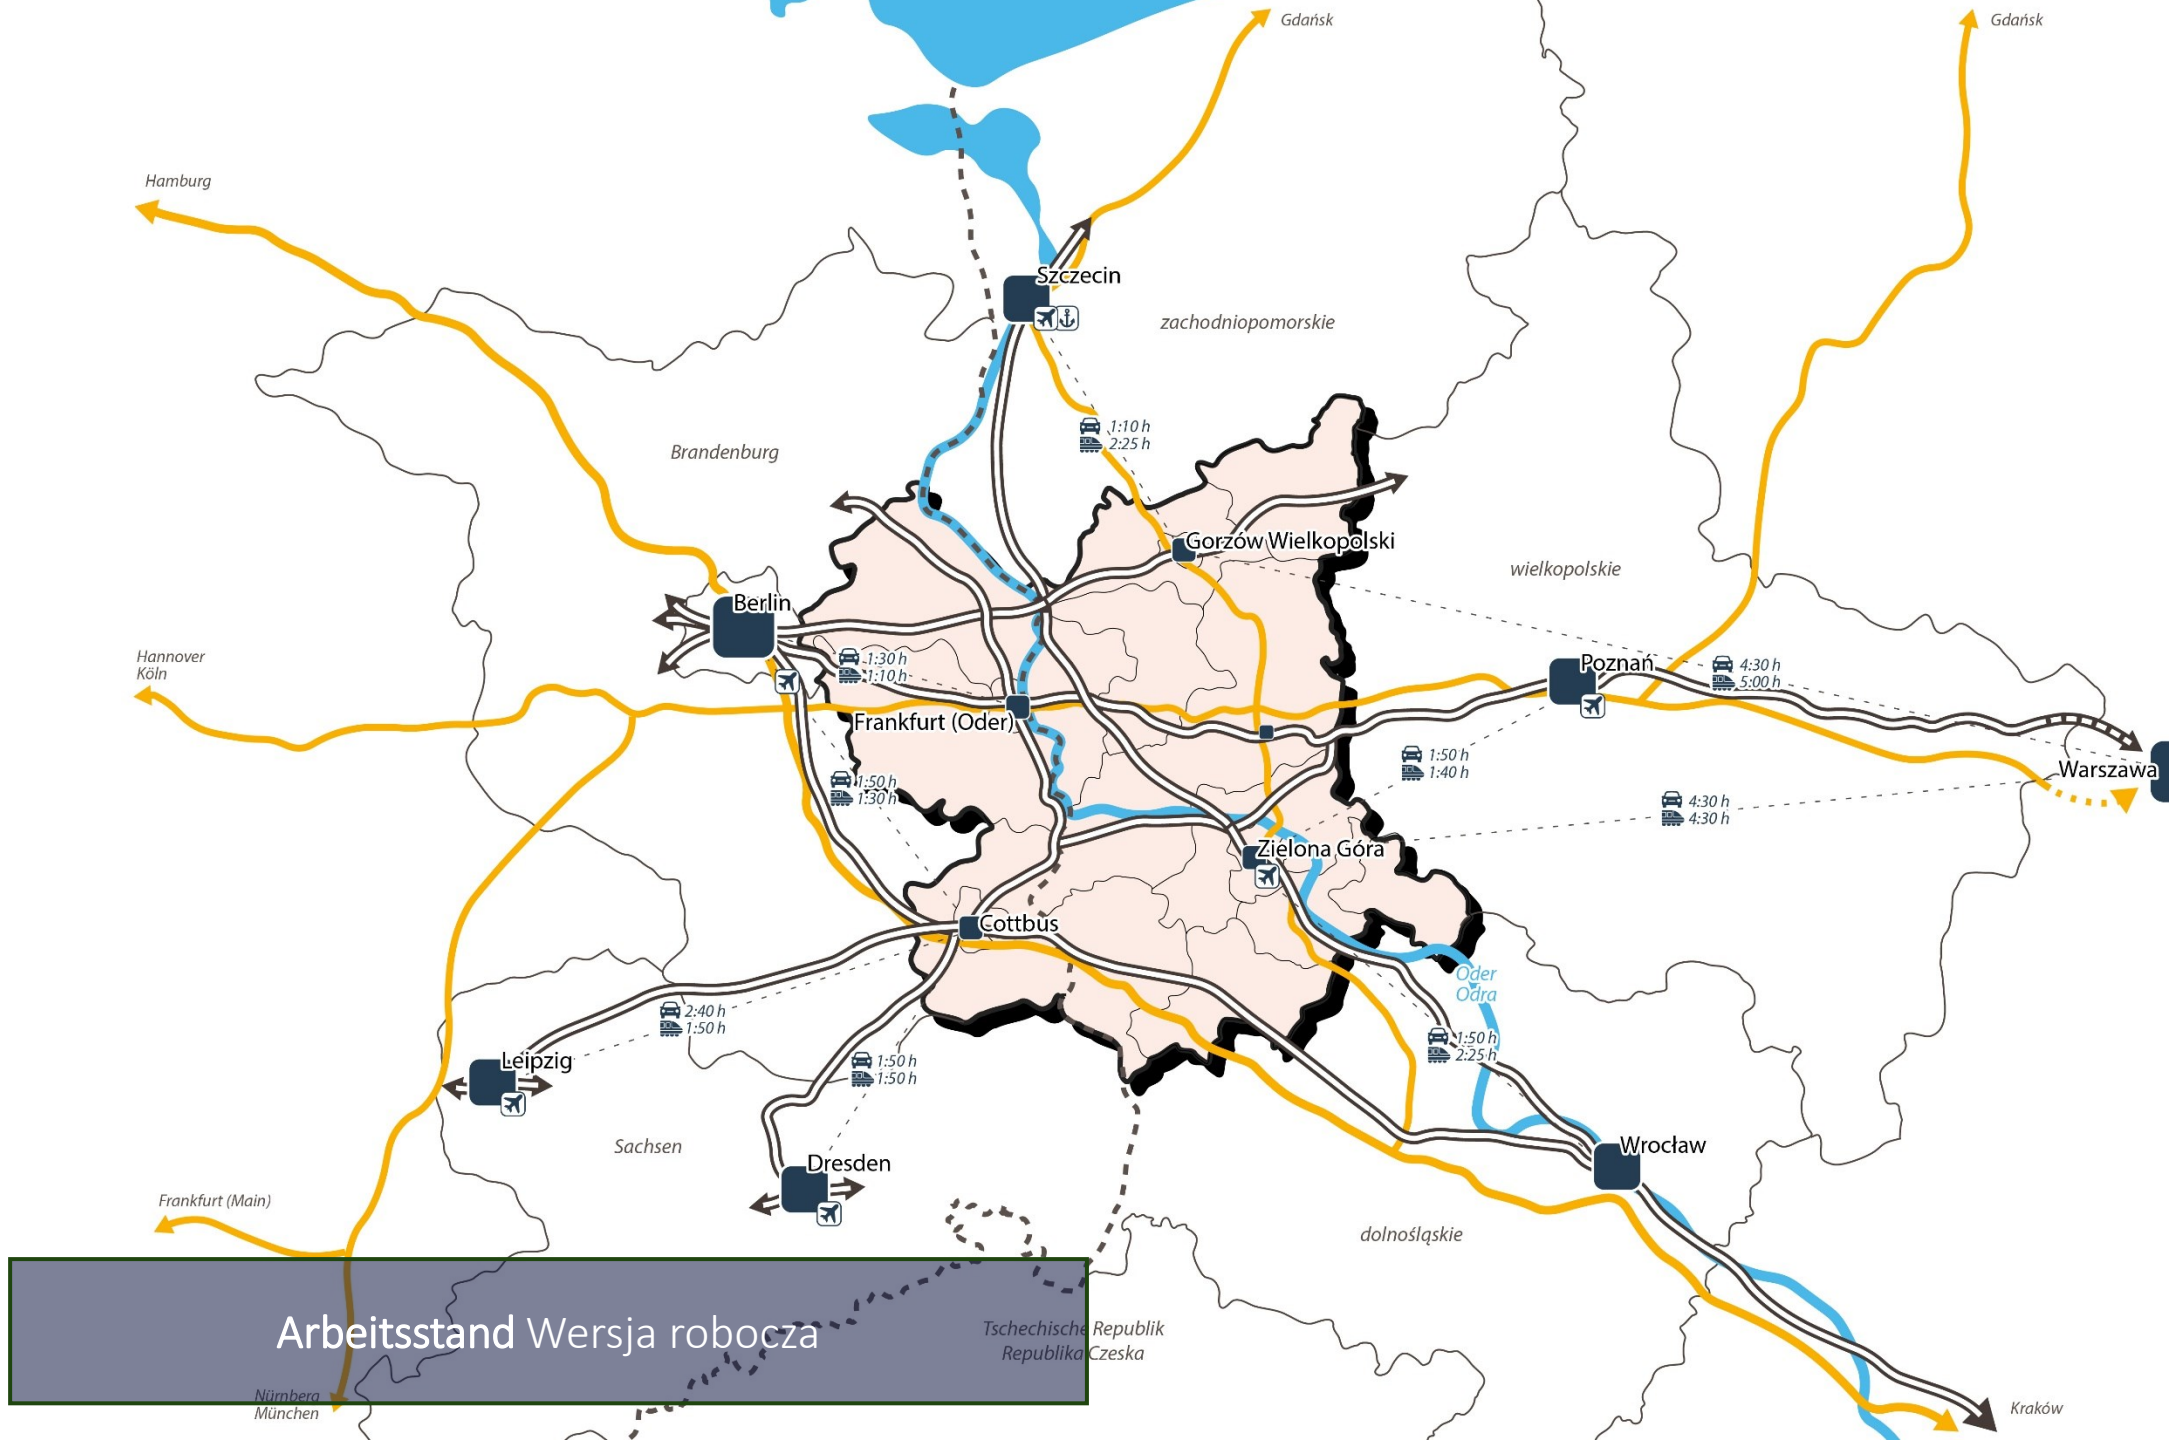 Gdańsk
Gdańsk
Hamburg
Szczecin
zachodniopomorskie
1:10 h
2:25 h
Brandenburg
Gorzów Wielkopolski
wielkopolskie
Berlin
Hannover
Köln
1:30 h
1:10 h
Poznań
4:30 h
5:00 h
Frankfurt (Oder)
1:50 h
1:40 h
Warszawa
1:50 h
1:30 h
4:30 h
4:30 h
Zielona Góra
Cottbus
Oder
Odra
2:40 h
1:50 h
1:50 h
2:25 h
Leipzig
1:50 h
1:50 h
Sachsen
Wrocław
Dresden
Frankfurt (Main)
dolnośląskie
Arbeitsstand Wersja robocza
Tschechische Republik
Republika Czeska
Nürnberg
München
Kraków